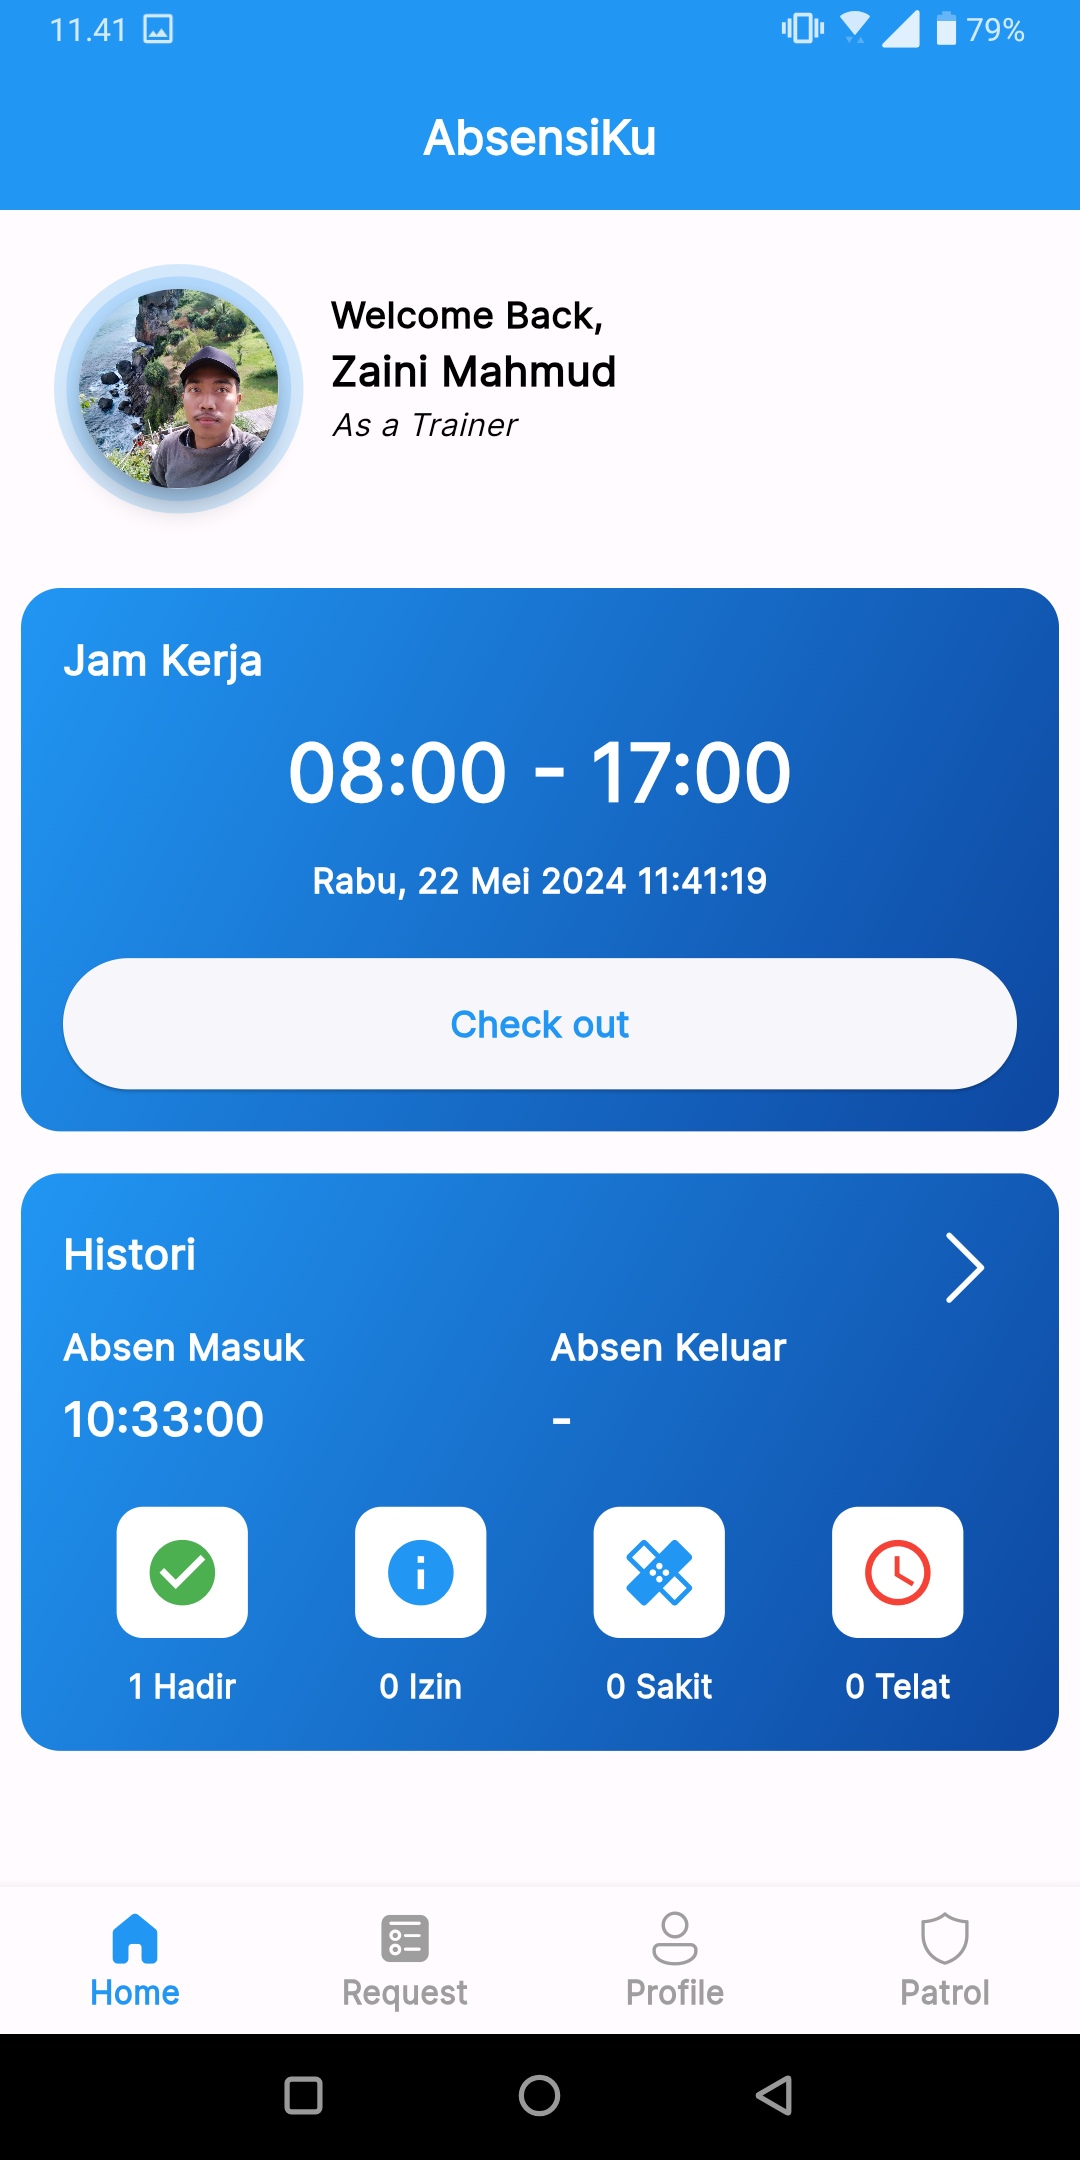 11.41 79%
AbsensiKu
Welcome Back,
Zaini Mahmud
As a Trainer
Jam Kerja
08:00 - 17:00
Rabu, 22 Mei 2024 11:41:19
Check out
Histori
Absen Masuk Absen Keluar
10:33:00 -
1 Hadir 0 Izin 0 Sakit 0 Telat
Home Request Profile Patrol